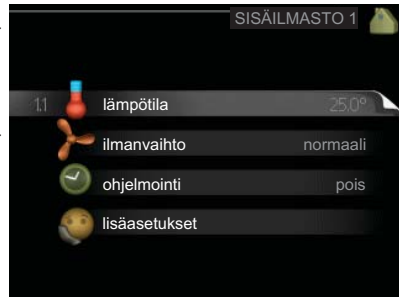 SISÄILMASTO 1
1.1 lämpötila 25.0°
ilmanvaihto normaali
ohjelmointi pois
lisäasetukset